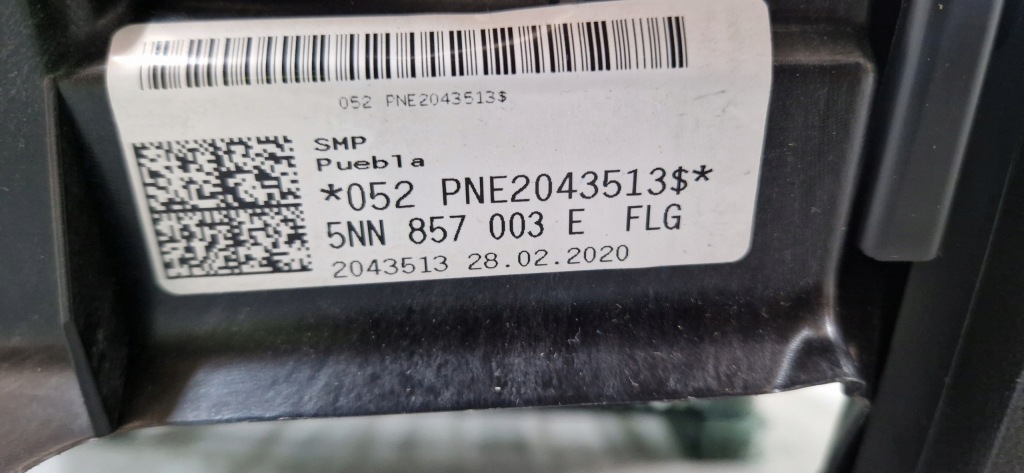 052 PNE2043513$
SMP
Puebla
*052 PNE2043513$*
5NN 857 003 E FLG
2043513 28.02.2020